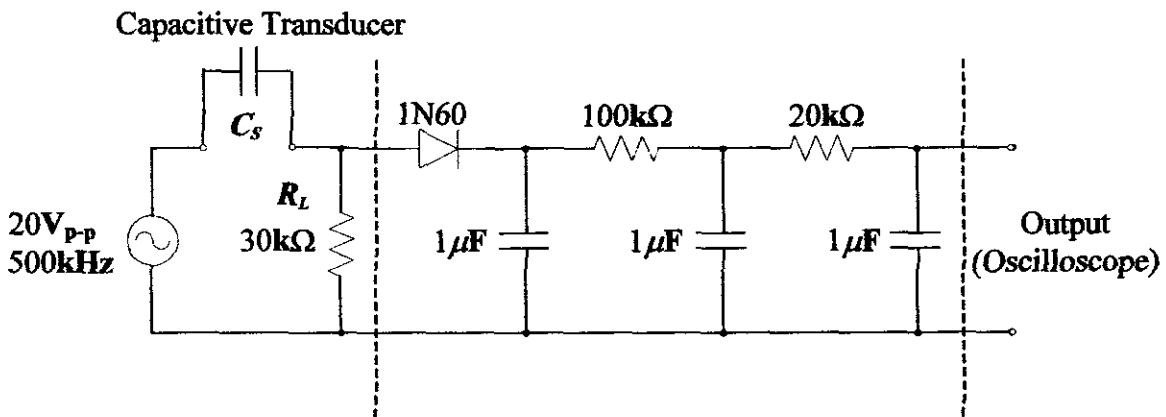 Capacitive Transducer
C_S
1N60
100kΩ
20kΩ
R_L
30kΩ
20V_p-p
500kHz
1μF
1μF
1μF
Output
(Oscilloscope)